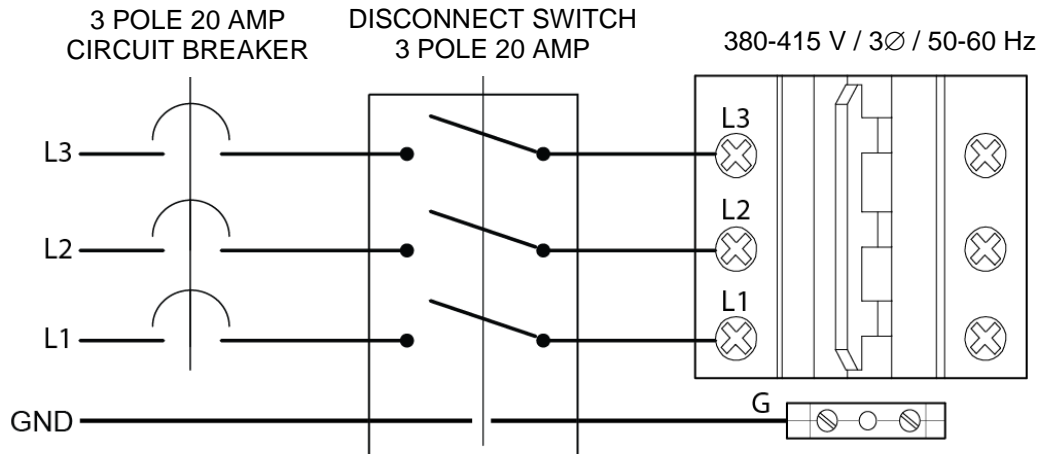 3 POLE 20 AMP
CIRCUIT BREAKER
DISCONNECT SWITCH
3 POLE 20 AMP
380-415 V / 3∅ / 50-60 Hz
L3
L3
L2
L2
L1
L1
GND
G